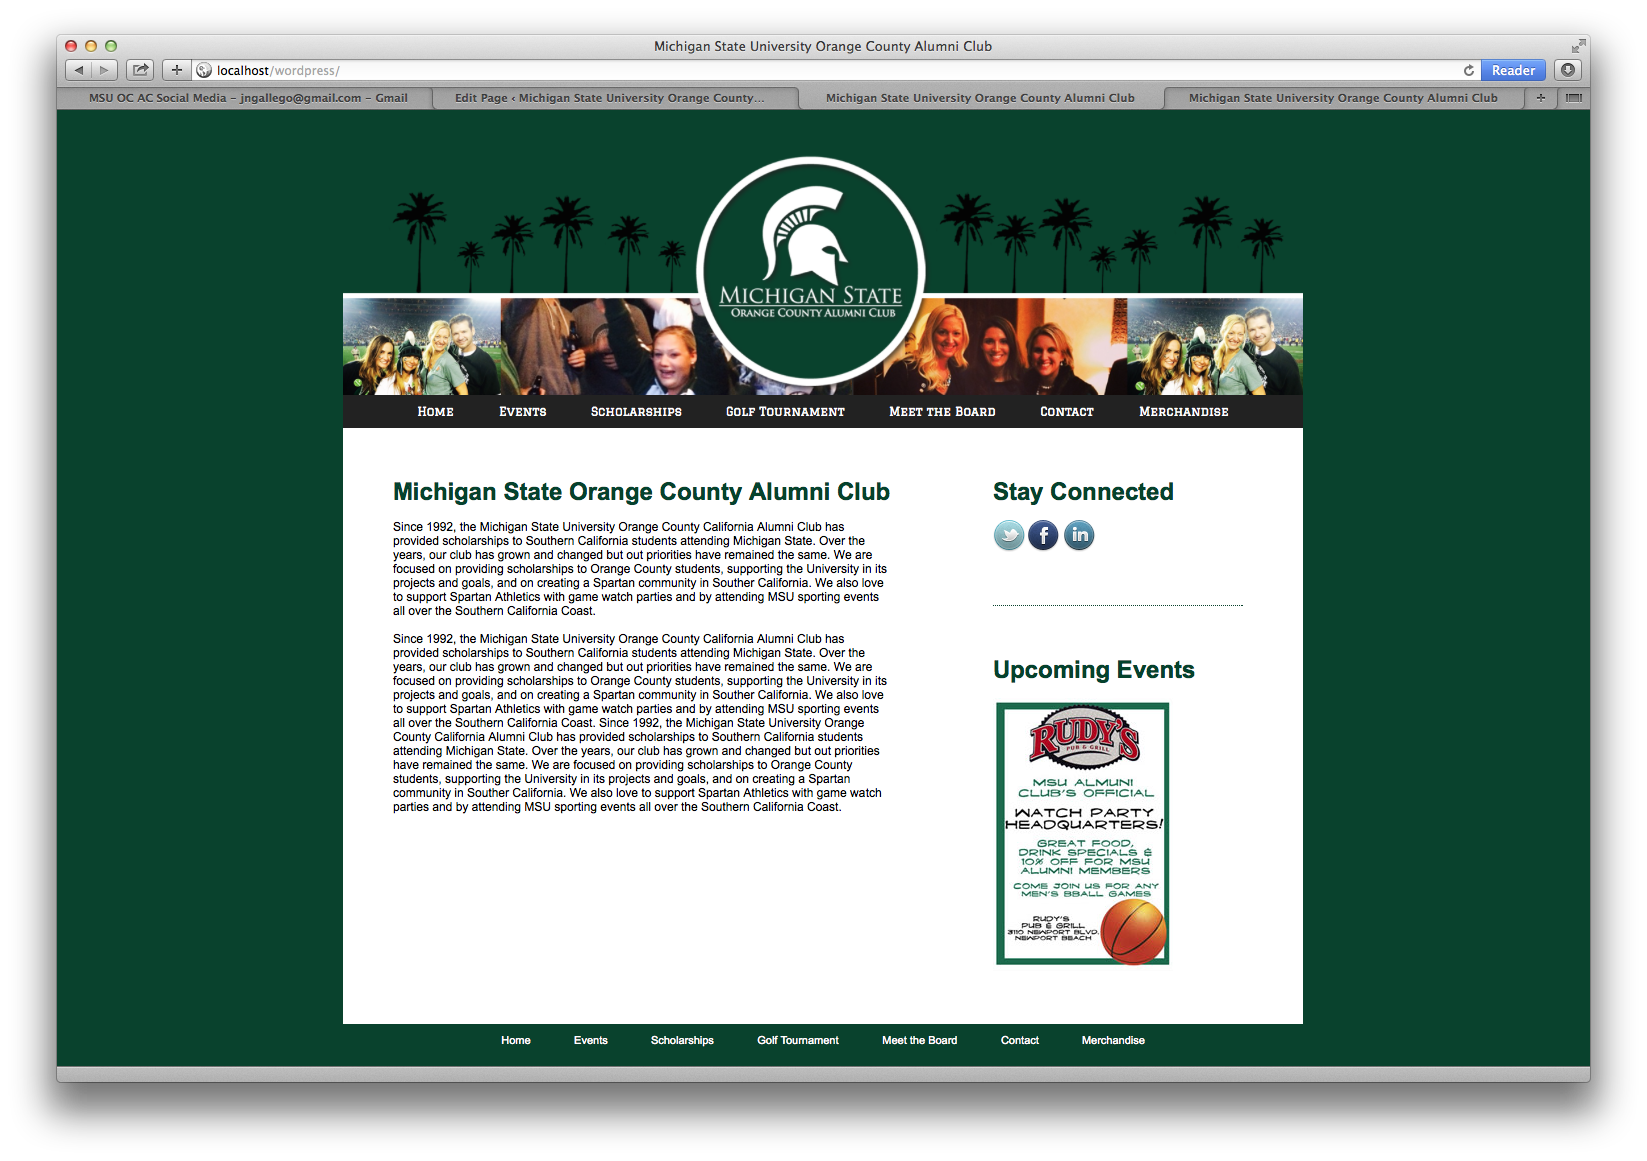 Michigan State University Orange County Alumni Club
localhost/wordpress/
Reader
MSU OC AC Social Media – jngallego@gmail.com – Gmail
Edit Page ‹ Michigan State University Orange County...
Michigan State University Orange County Alumni Club
Michigan State University Orange County Alumni Club
Michigan State
Orange County Alumni Club
Home Events Scholarships Golf Tournament Meet the Board Contact Merchandise
Michigan State Orange County Alumni Club
Since 1992, the Michigan State University Orange County California Alumni Club has
provided scholarships to Southern California students attending Michigan State. Over the
years, our club has grown and changed but out priorities have remained the same. We are
focused on providing scholarships to Orange County students, supporting the University in its
projects and goals, and on creating a Spartan community in Souther California. We also love
to support Spartan Athletics with game watch parties and by attending MSU sporting events
all over the Southern California Coast.
Since 1992, the Michigan State University Orange County California Alumni Club has
provided scholarships to Southern California students attending Michigan State. Over the
years, our club has grown and changed but out priorities have remained the same. We are
focused on providing scholarships to Orange County students, supporting the University in its
projects and goals, and on creating a Spartan community in Souther California. We also love
to support Spartan Athletics with game watch parties and by attending MSU sporting events
all over the Southern California Coast. Since 1992, the Michigan State University Orange
County California Alumni Club has provided scholarships to Southern California students
attending Michigan State. Over the years, our club has grown and changed but out priorities
have remained the same. We are focused on providing scholarships to Orange County
students, supporting the University in its projects and goals, and on creating a Spartan
community in Souther California. We also love to support Spartan Athletics with game watch
parties and by attending MSU sporting events all over the Southern California Coast.
Stay Connected
f
in
Upcoming Events
RUDY'S
PUB & GRILL
MSU ALMUNI
CLUB'S OFFICIAL
WATCH PARTY
HEADQUARTERS!
GREAT FOOD,
DRINK SPECIALS &
10% OFF FOR MSU
ALUMNI MEMBERS
COME JOIN US FOR ANY
MEN'S BBALL GAMES
RUDY'S
PUB & GRILL
3110 NEWPORT BLVD.
NEWPORT BEACH
Home Events Scholarships Golf Tournament Meet the Board Contact Merchandise